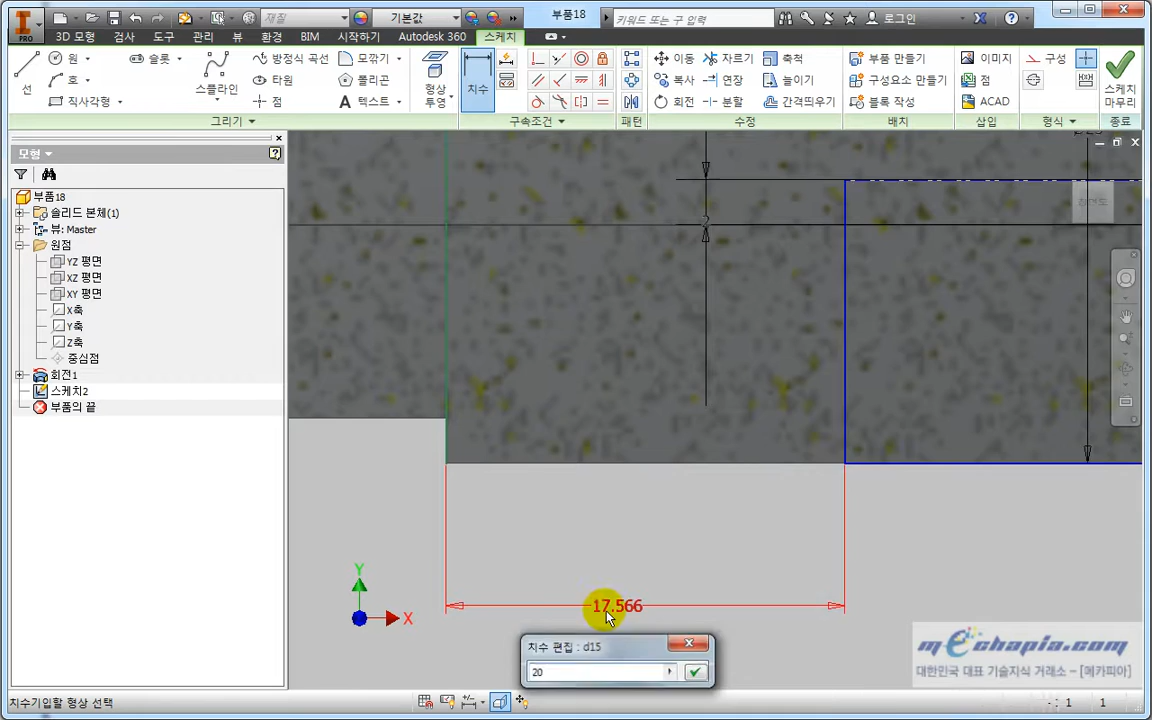 PRO
재질
기본값
부품18
키워드 또는 구 입력
로그인
3D 모형 검사 도구 관리 뷰 환경 BIM 시작하기 Autodesk 360 스케치
선
원
호
직사각형
슬롯
스플라인
방정식 곡선
타원
점
모깎기
폴리곤
텍스트
그리기
형상
투영
치수
구속조건
패턴
이동
복사
회전
자르기
연장
분할
축척
늘이기
간격띄우기
수정
부품 만들기
구성요소 만들기
블록 작성
배치
이미지
점
ACAD
삽입
구성
형식
스케치
마무리
종료
모형
부품18
솔리드 본체(1)
뷰: Master
원점
YZ 평면
XZ 평면
XY 평면
X축
Y축
Z축
중심점
회전1
스케치2
부품의 끝
2
17.566
Y
X
치수 편집 : d15
20
mEchapia.com
대한민국 대표 기술지식 거래소 – [메카피아]
치수기입할 형상 선택
1 1